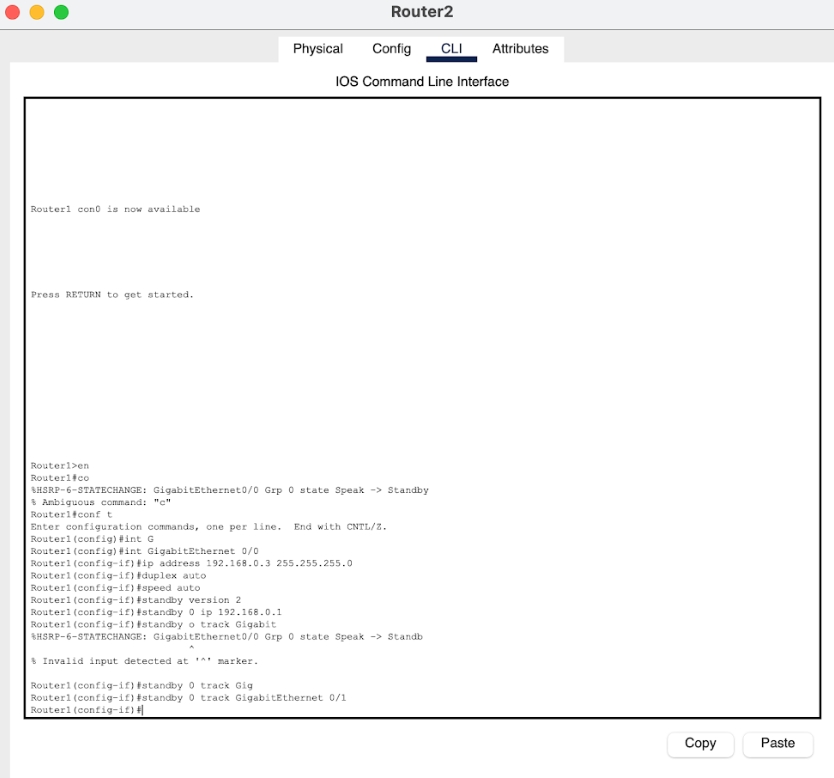 Router2
Physical Config CLI Attributes
IOS Command Line Interface
Router1 con0 is now available
Press RETURN to get started.
Router1>en
Router1#co
%HSRP-6-STATECHANGE: GigabitEthernet0/0 Grp 0 state Speak -> Standby
% Ambiguous command: "c"
Router1#conf t
Enter configuration commands, one per line.  End with CNTL/Z.
Router1(config)#int G
Router1(config)#int GigabitEthernet 0/0
Router1(config-if)#ip address 192.168.0.3 255.255.255.0
Router1(config-if)#duplex auto
Router1(config-if)#speed auto
Router1(config-if)#standby version 2
Router1(config-if)#standby 0 ip 192.168.0.1
Router1(config-if)#standby o track Gigabit
%HSRP-6-STATECHANGE: GigabitEthernet0/0 Grp 0 state Speak -> Standb
^
% Invalid input detected at '^' marker.
Router1(config-if)#standby 0 track Gig
Router1(config-if)#standby 0 track GigabitEthernet 0/1
Router1(config-if)#
Copy Paste